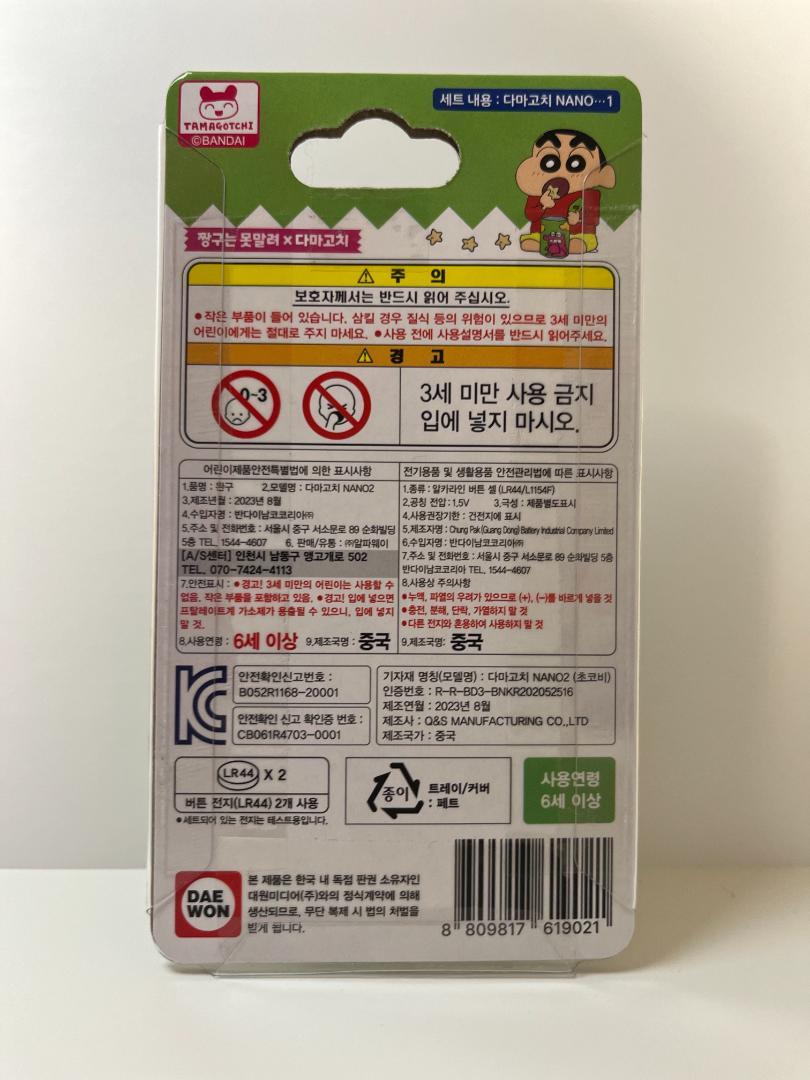 TAMAGOTCHI
©BANDAI
세트 내용 : 다마고치 NANO…1
짱구는 못말려 × 다마고치
⚠ 주 의
보호자께서는 반드시 읽어 주십시오.
●작은 부품이 들어 있습니다. 삼킬 경우 질식 등의 위험이 있으므로 3세 미만의
어린이에게는 절대로 주지 마세요. ●사용 전에 사용설명서를 반드시 읽어주세요.
⚠ 경 고
0-3
3세 미만 사용 금지
입에 넣지 마시오.
어린이제품안전특별법에 의한 표시사항
1.품명 : 완구 2.모델명 : 다마고치 NANO2
3.제조년월 : 2023년 8월
4.수입자명 : 반다이남코코리아㈜
5.주소 및 전화번호 : 서울시 중구 서소문로 89 순화빌딩
5층 TEL. 1544-4607 6. 판매/유통 : ㈜알파웨이
[A/S센터] 인천시 남동구 앵고개로 502
TEL. 070-7424-4113
7.안전표시 : ●경고! 3세 미만의 어린이는 사용할 수
없음. 작은 부품을 포함하고 있음. ●경고! 입에 넣으면
프탈레이트계 가소제가 용출될 수 있으니, 입에 넣지
말 것.
8.사용연령 : 6세 이상 9.제조국명 : 중국
전기용품 및 생활용품 안전관리법에 따른 표시사항
1.종류 : 알카라인 버튼 셀 (LR44/L1154F)
2.공칭 전압 : 1.5V 3.극성 : 제품별도표시
4.사용권장기한 : 건전지에 표시
5.제조자명 : Chung Pak (Guang Dong) Battery Industrial Company Limited
6.수입자명 : 반다이남코코리아㈜
7.주소 및 전화번호 : 서울시 중구 서소문로 89 순화빌딩 5층
반다이남코코리아 TEL. 1544-4607
8.사용상 주의사항
●누액, 파열의 우려가 있으므로 (+), (−)를 바르게 넣을 것
●충전, 분해, 단락, 가열하지 말 것
●다른 전지와 혼용하여 사용하지 말 것
9.제조국명: 중국
안전확인신고번호 :
B052R1168-20001
안전확인 신고 확인증 번호 :
CB061R4703-0001
기자재 명칭(모델명) : 다마고치 NANO2 (초코비)
인증번호 : R-R-BD3-BNKR202052516
제조연월 : 2023년 8월
제조사 : Q&S MANUFACTURING CO.,LTD
제조국가 : 중국
LR44 X 2
버튼 전지(LR44) 2개 사용
●세트되어 있는 전지는 테스트용입니다.
종이
트레이/커버
: 페트
사용연령
6세 이상
DAE
WON
본 제품은 한국 내 독점 판권 소유자인
대원미디어(주)와의 정식계약에 의해
생산되므로, 무단 복제 시 법의 처벌을
받게 됩니다.
8 809817 619021